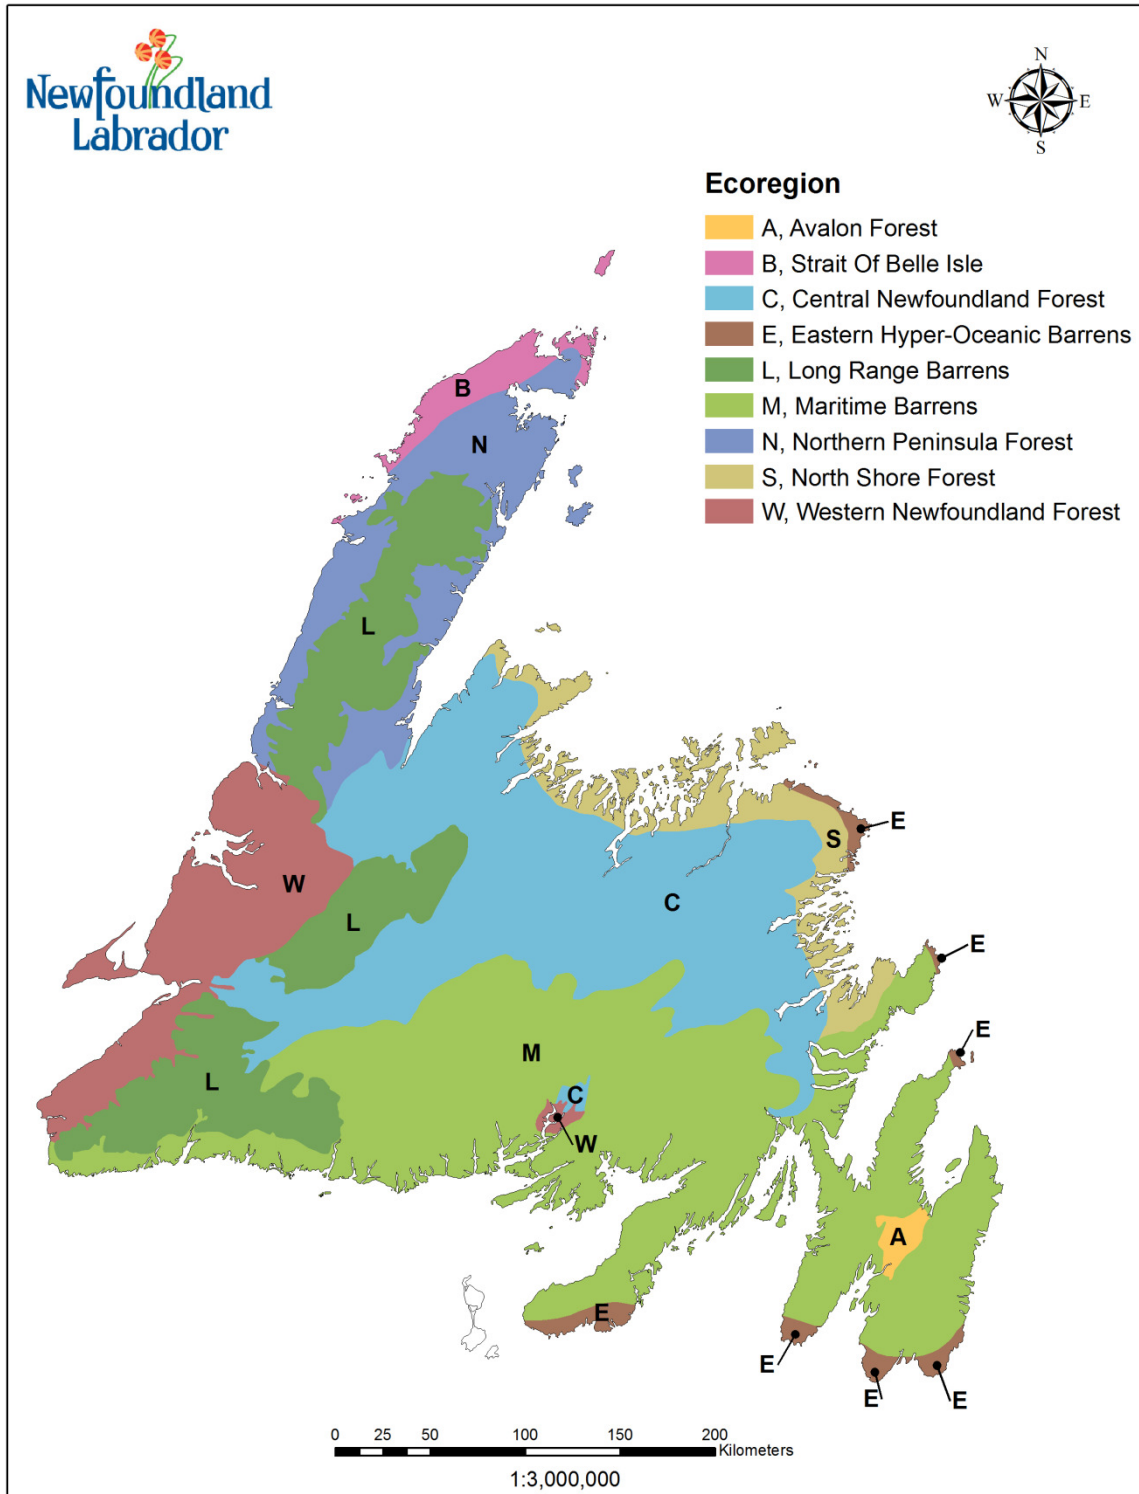 Newfoundland
Labrador
N
W E
S
Ecoregion
A, Avalon Forest
B, Strait Of Belle Isle
C, Central Newfoundland Forest
E, Eastern Hyper-Oceanic Barrens
L, Long Range Barrens
M, Maritime Barrens
N, Northern Peninsula Forest
S, North Shore Forest
W, Western Newfoundland Forest
B
N
L
E
S
W
C
L
E
E
M
L
C
W
A
E
E
E
E
0 25 50 100 150 200
Kilometers
1:3,000,000